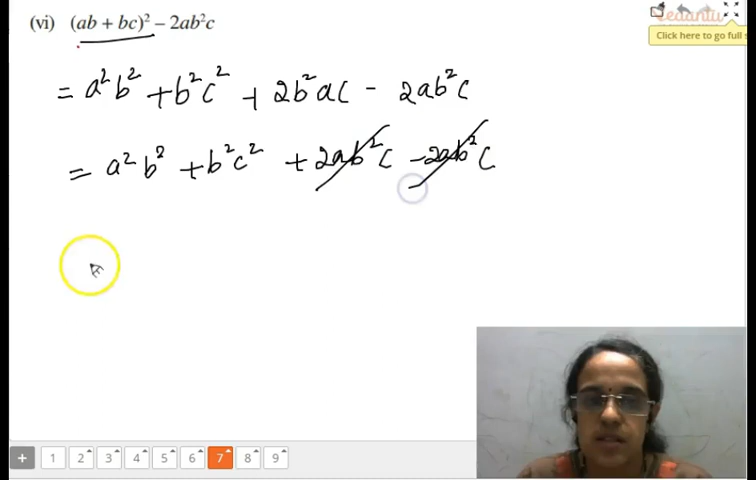 (vi) (ab + bc)² – 2ab²c
Vedantu
Click here to go full s
= a²b² + b²c² + 2b²ac - 2ab²c
= a²b² + b²c² + 2ab²c - 2ab²c
+ 1 2 3 4 5 6 7 8 9